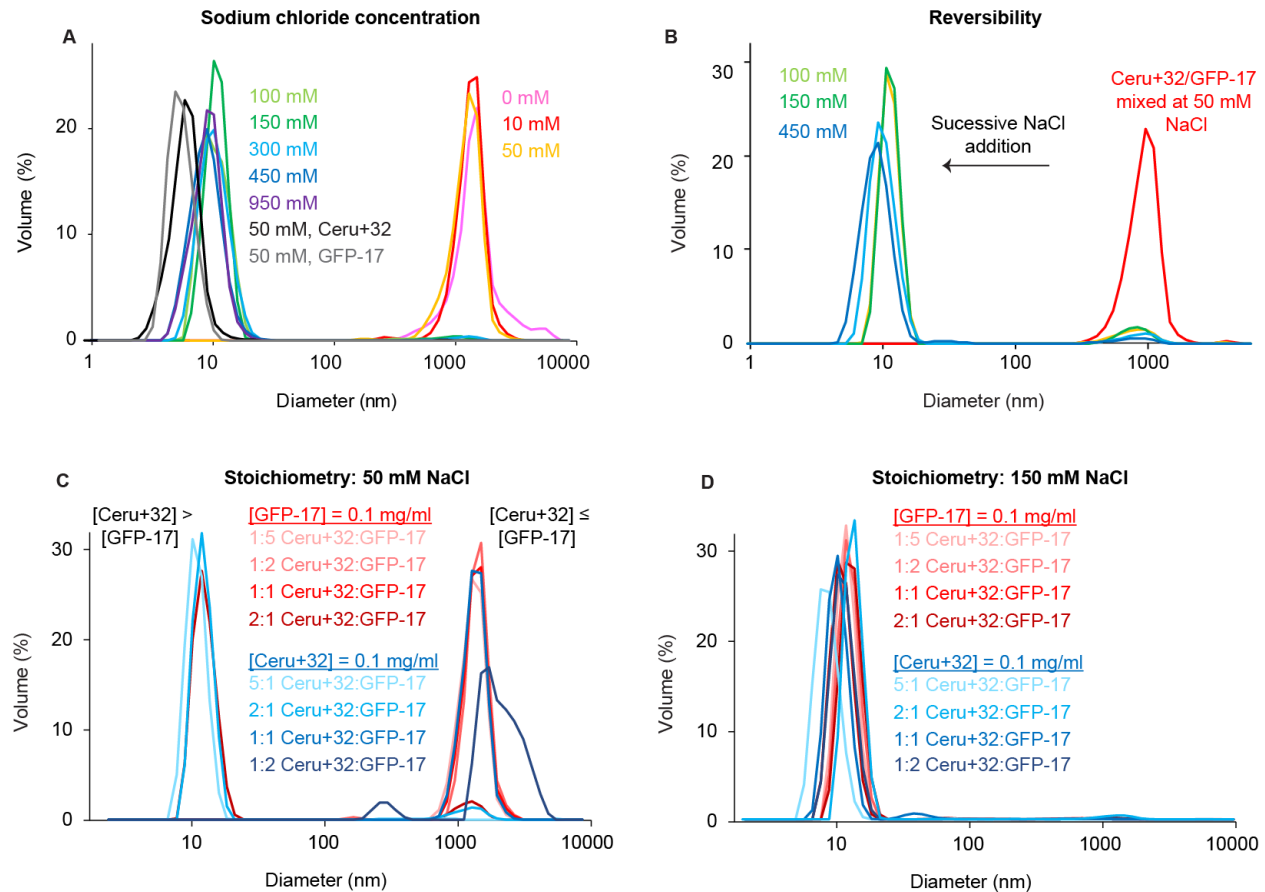 Sodium chloride concentration
A
Volume (%)
20
10
0
100 mM
150 mM
300 mM
450 mM
950 mM
50 mM, Ceru+32
50 mM, GFP-17
0 mM
10 mM
50 mM
1
10
100
1000
10000
Diameter (nm)
Reversibility
B
Volume (%)
30
20
10
0
100 mM
150 mM
450 mM
Sucessive NaCl
addition
Ceru+32/GFP-17
mixed at 50 mM
NaCl
1
10
100
1000
Diameter (nm)
C
Stoichiometry: 50 mM NaCl
[Ceru+32] >
[GFP-17]
[GFP-17] = 0.1 mg/ml
1:5 Ceru+32:GFP-17
1:2 Ceru+32:GFP-17
1:1 Ceru+32:GFP-17
2:1 Ceru+32:GFP-17
[Ceru+32] = 0.1 mg/ml
5:1 Ceru+32:GFP-17
2:1 Ceru+32:GFP-17
1:1 Ceru+32:GFP-17
1:2 Ceru+32:GFP-17
[Ceru+32] ≤
[GFP-17]
Volume (%)
30
20
10
0
10
100
1000
10000
Diameter (nm)
D
Stoichiometry: 150 mM NaCl
[GFP-17] = 0.1 mg/ml
1:5 Ceru+32:GFP-17
1:2 Ceru+32:GFP-17
1:1 Ceru+32:GFP-17
2:1 Ceru+32:GFP-17
[Ceru+32] = 0.1 mg/ml
5:1 Ceru+32:GFP-17
2:1 Ceru+32:GFP-17
1:1 Ceru+32:GFP-17
1:2 Ceru+32:GFP-17
Volume (%)
30
20
10
0
10
100
1000
10000
Diameter (nm)